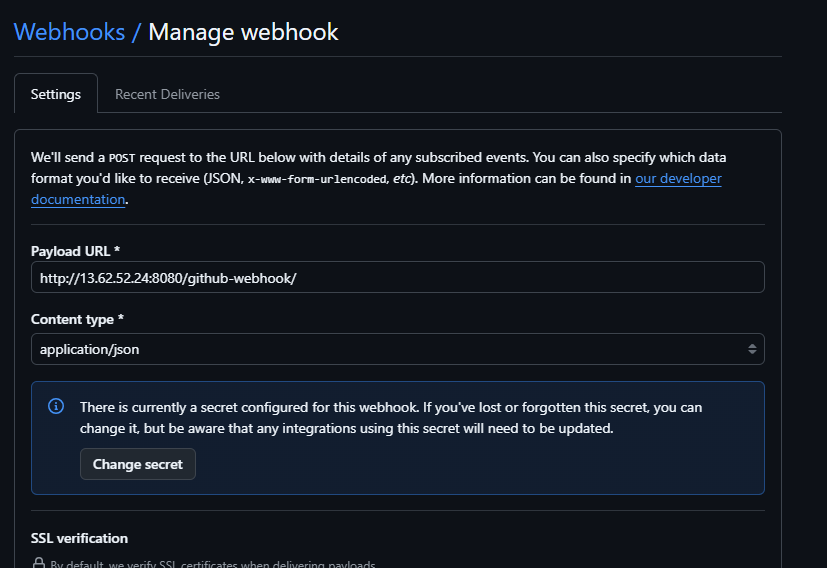 Webhooks / Manage webhook
Settings
Recent Deliveries
We'll send a POST request to the URL below with details of any subscribed events. You can also specify which data
format you'd like to receive (JSON, x-www-form-urlencoded, etc). More information can be found in our developer
documentation.
Payload URL *
http://13.62.52.24:8080/github-webhook/
Content type *
application/json
There is currently a secret configured for this webhook. If you've lost or forgotten this secret, you can
change it, but be aware that any integrations using this secret will need to be updated.
Change secret
SSL verification
By default, we verify SSL certificates when delivering payloads.